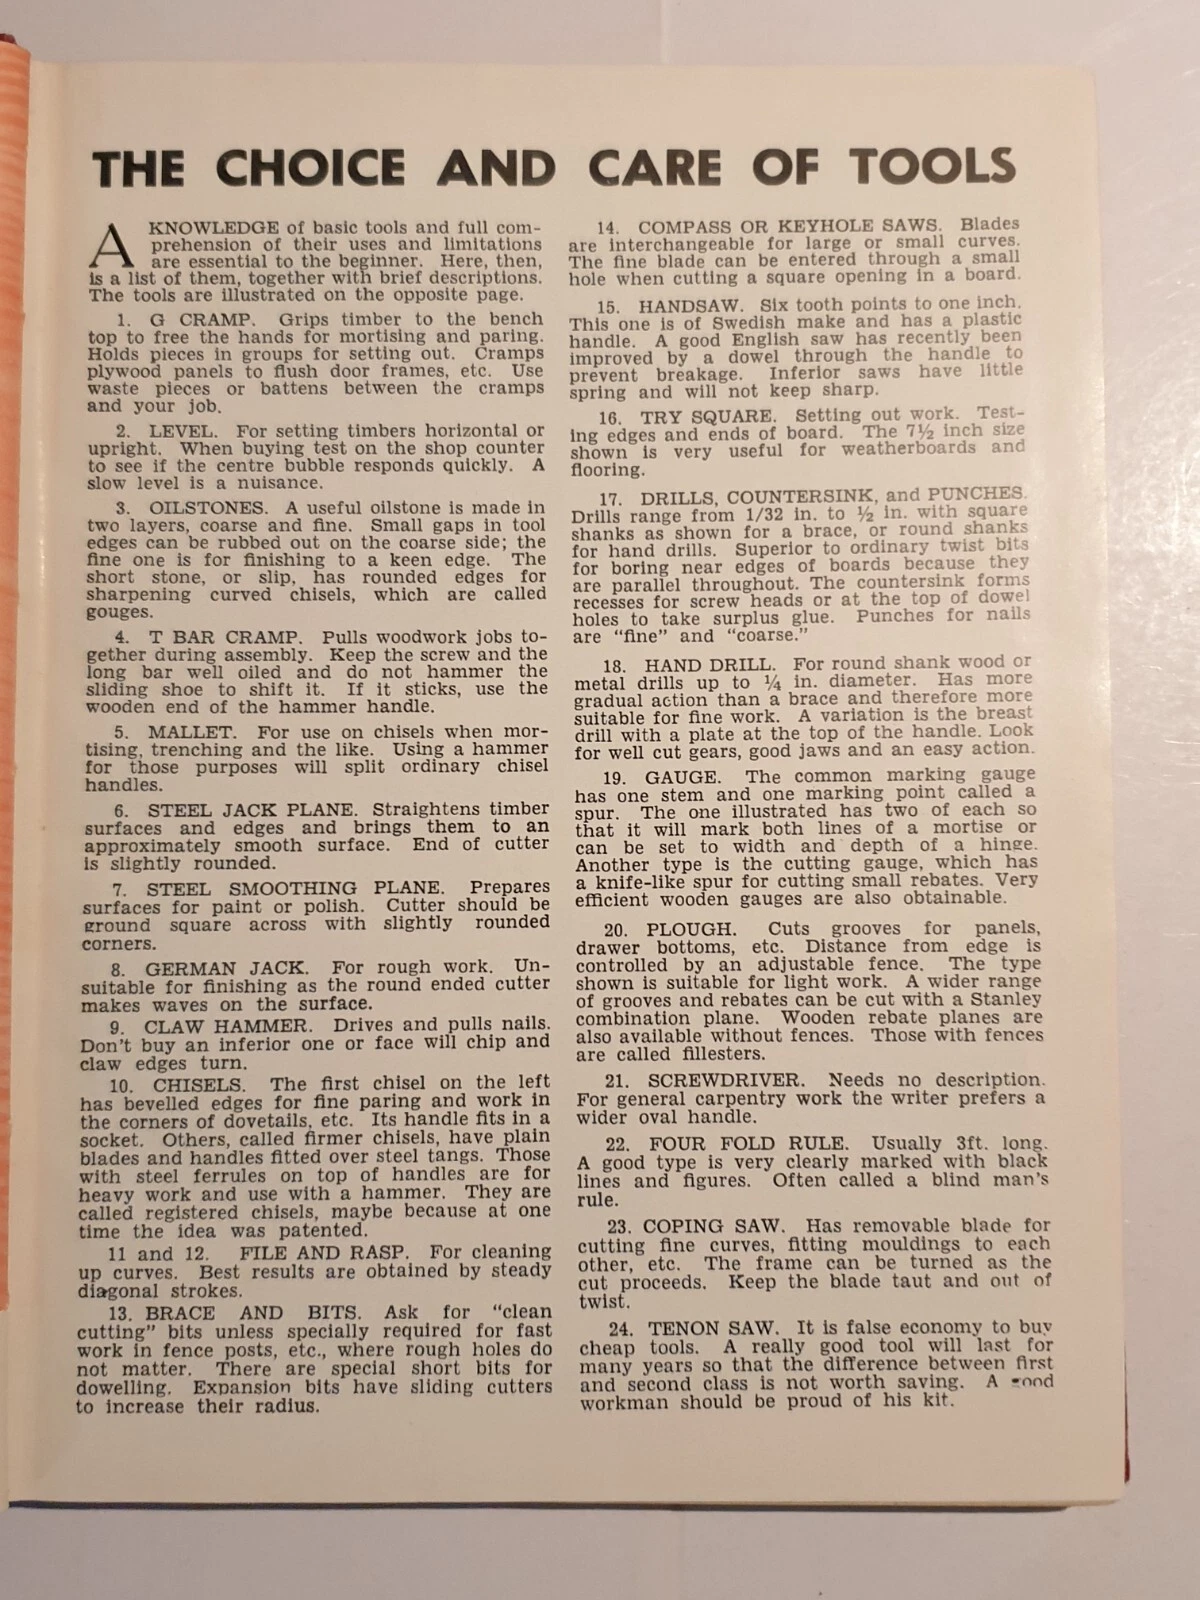 THE CHOICE AND CARE OF TOOLS
A KNOWLEDGE of basic tools and full com-
prehension of their uses and limitations
are essential to the beginner. Here, then,
is a list of them, together with brief descriptions.
The tools are illustrated on the opposite page.
1. G CRAMP. Grips timber to the bench
top to free the hands for mortising and paring.
Holds pieces in groups for setting out. Cramps
plywood panels to flush door frames, etc. Use
waste pieces or battens between the cramps
and your job.
2. LEVEL. For setting timbers horizontal or
upright. When buying test on the shop counter
to see if the centre bubble responds quickly. A
slow level is a nuisance.
3. OILSTONES. A useful oilstone is made in
two layers, coarse and fine. Small gaps in tool
edges can be rubbed out on the coarse side; the
fine one is for finishing to a keen edge. The
short stone, or slip, has rounded edges for
sharpening curved chisels, which are called
gouges.
4. T BAR CRAMP. Pulls woodwork jobs to-
gether during assembly. Keep the screw and the
long bar well oiled and do not hammer the
sliding shoe to shift it. If it sticks, use the
wooden end of the hammer handle.
5. MALLET. For use on chisels when mor-
tising, trenching and the like. Using a hammer
for those purposes will split ordinary chisel
handles.
6. STEEL JACK PLANE. Straightens timber
surfaces and edges and brings them to an
approximately smooth surface. End of cutter
is slightly rounded.
7. STEEL SMOOTHING PLANE. Prepares
surfaces for paint or polish. Cutter should be
ground square across with slightly rounded
corners.
8. GERMAN JACK. For rough work. Un-
suitable for finishing as the round ended cutter
makes waves on the surface.
9. CLAW HAMMER. Drives and pulls nails.
Don't buy an inferior one or face will chip and
claw edges turn.
10. CHISELS. The first chisel on the left
has bevelled edges for fine paring and work in
the corners of dovetails, etc. Its handle fits in a
socket. Others, called firmer chisels, have plain
blades and handles fitted over steel tangs. Those
with steel ferrules on top of handles are for
heavy work and use with a hammer. They are
called registered chisels, maybe because at one
time the idea was patented.
11 and 12. FILE AND RASP. For cleaning
up curves. Best results are obtained by steady
diagonal strokes.
13. BRACE AND BITS. Ask for "clean
cutting" bits unless specially required for fast
work in fence posts, etc., where rough holes do
not matter. There are special short bits for
dowelling. Expansion bits have sliding cutters
to increase their radius.
14. COMPASS OR KEYHOLE SAWS. Blades
are interchangeable for large or small curves.
The fine blade can be entered through a small
hole when cutting a square opening in a board.
15. HANDSAW. Six tooth points to one inch.
This one is of Swedish make and has a plastic
handle. A good English saw has recently been
improved by a dowel through the handle to
prevent breakage. Inferior saws have little
spring and will not keep sharp.
16. TRY SQUARE. Setting out work. Test-
ing edges and ends of board. The 7½ inch size
shown is very useful for weatherboards and
flooring.
17. DRILLS, COUNTERSINK, and PUNCHES.
Drills range from 1/32 in. to ½ in. with square
shanks as shown for a brace, or round shanks
for hand drills. Superior to ordinary twist bits
for boring near edges of boards because they
are parallel throughout. The countersink forms
recesses for screw heads or at the top of dowel
holes to take surplus glue. Punches for nails
are "fine" and "coarse."
18. HAND DRILL. For round shank wood or
metal drills up to ¼ in. diameter. Has more
gradual action than a brace and therefore more
suitable for fine work. A variation is the breast
drill with a plate at the top of the handle. Look
for well cut gears, good jaws and an easy action.
19. GAUGE. The common marking gauge
has one stem and one marking point called a
spur. The one illustrated has two of each so
that it will mark both lines of a mortise or
can be set to width and depth of a hinge.
Another type is the cutting gauge, which has
a knife-like spur for cutting small rebates. Very
efficient wooden gauges are also obtainable.
20. PLOUGH. Cuts grooves for panels,
drawer bottoms, etc. Distance from edge is
controlled by an adjustable fence. The type
shown is suitable for light work. A wider range
of grooves and rebates can be cut with a Stanley
combination plane. Wooden rebate planes are
also available without fences. Those with fences
are called fillesters.
21. SCREWDRIVER. Needs no description.
For general carpentry work the writer prefers a
wider oval handle.
22. FOUR FOLD RULE. Usually 3ft. long.
A good type is very clearly marked with black
lines and figures. Often called a blind man's
rule.
23. COPING SAW. Has removable blade for
cutting fine curves, fitting mouldings to each
other, etc. The frame can be turned as the
cut proceeds. Keep the blade taut and out of
twist.
24. TENON SAW. It is false economy to buy
cheap tools. A really good tool will last for
many years so that the difference between first
and second class is not worth saving. A good
workman should be proud of his kit.